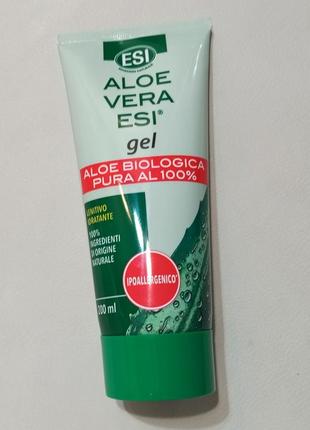 ESI
ALOE
VERA
ESI®
gel
ALOE BIOLOGICA
PURA AL 100%
LENITIVO
IDRATANTE
100%
INGREDIENTI
DI ORIGINE
NATURALE
IPOALLERGENICO*
200 ml